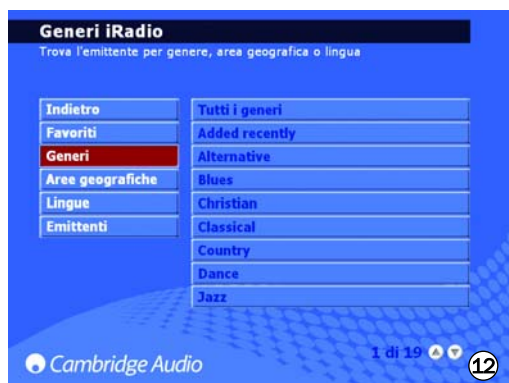 Generi iRadio
Trova l'emittente per genere, area geografica o lingua
Indietro
Favoriti
Generi
Aree geografiche
Lingue
Emittenti
Tutti i generi
Added recently
Alternative
Blues
Christian
Classical
Country
Dance
Jazz
1 di 19
Cambridge Audio
12